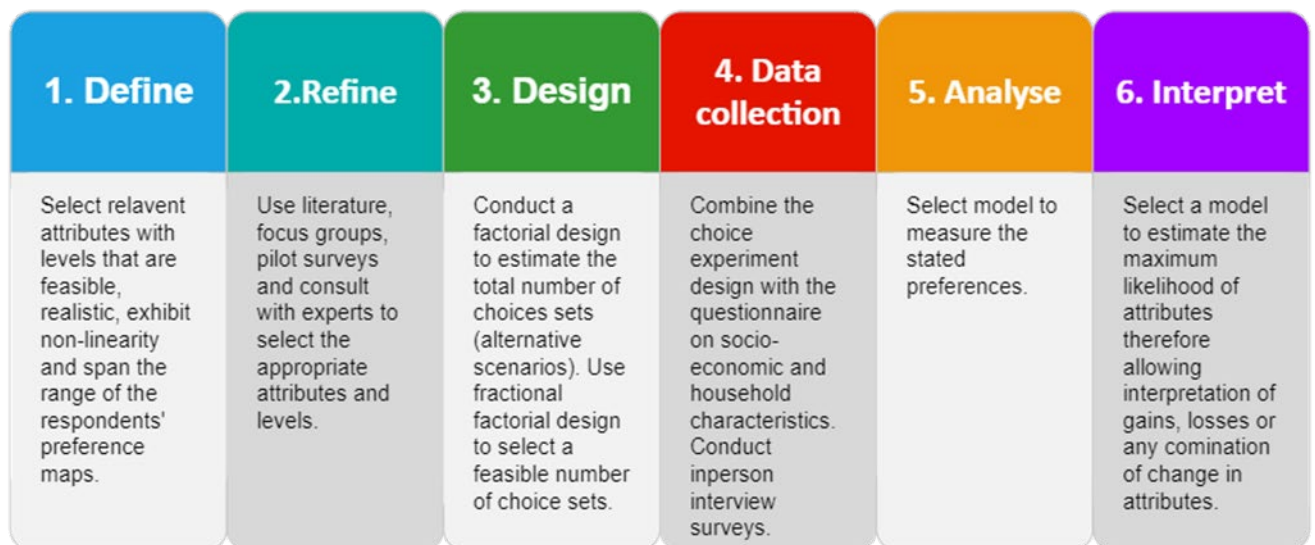 1. Define
Select relavent
attributes with
levels that are
feasible,
realistic, exhibit
non-linearity
and span the
range of the
respondents'
preference
maps.
2.Refine
Use literature,
focus groups,
pilot surveys
and consult
with experts to
select the
appropriate
attributes and
levels.
3. Design
Conduct a
factorial design
to estimate the
total number of
choices sets
(alternative
scenarios). Use
fractional
factorial design
to select a
feasible number
of choice sets.
4. Data
collection
Combine the
choice
experiment
design with the
questionnaire
on socio-
economic and
household
characteristics.
Conduct
inperson
interview
surveys.
5. Analyse
Select model to
measure the
stated
preferences.
6. Interpret
Select a model
to estimate the
maximum
likelihood of
attributes
therefore
allowing
interpretation of
gains, losses or
any comination
of change in
attributes.